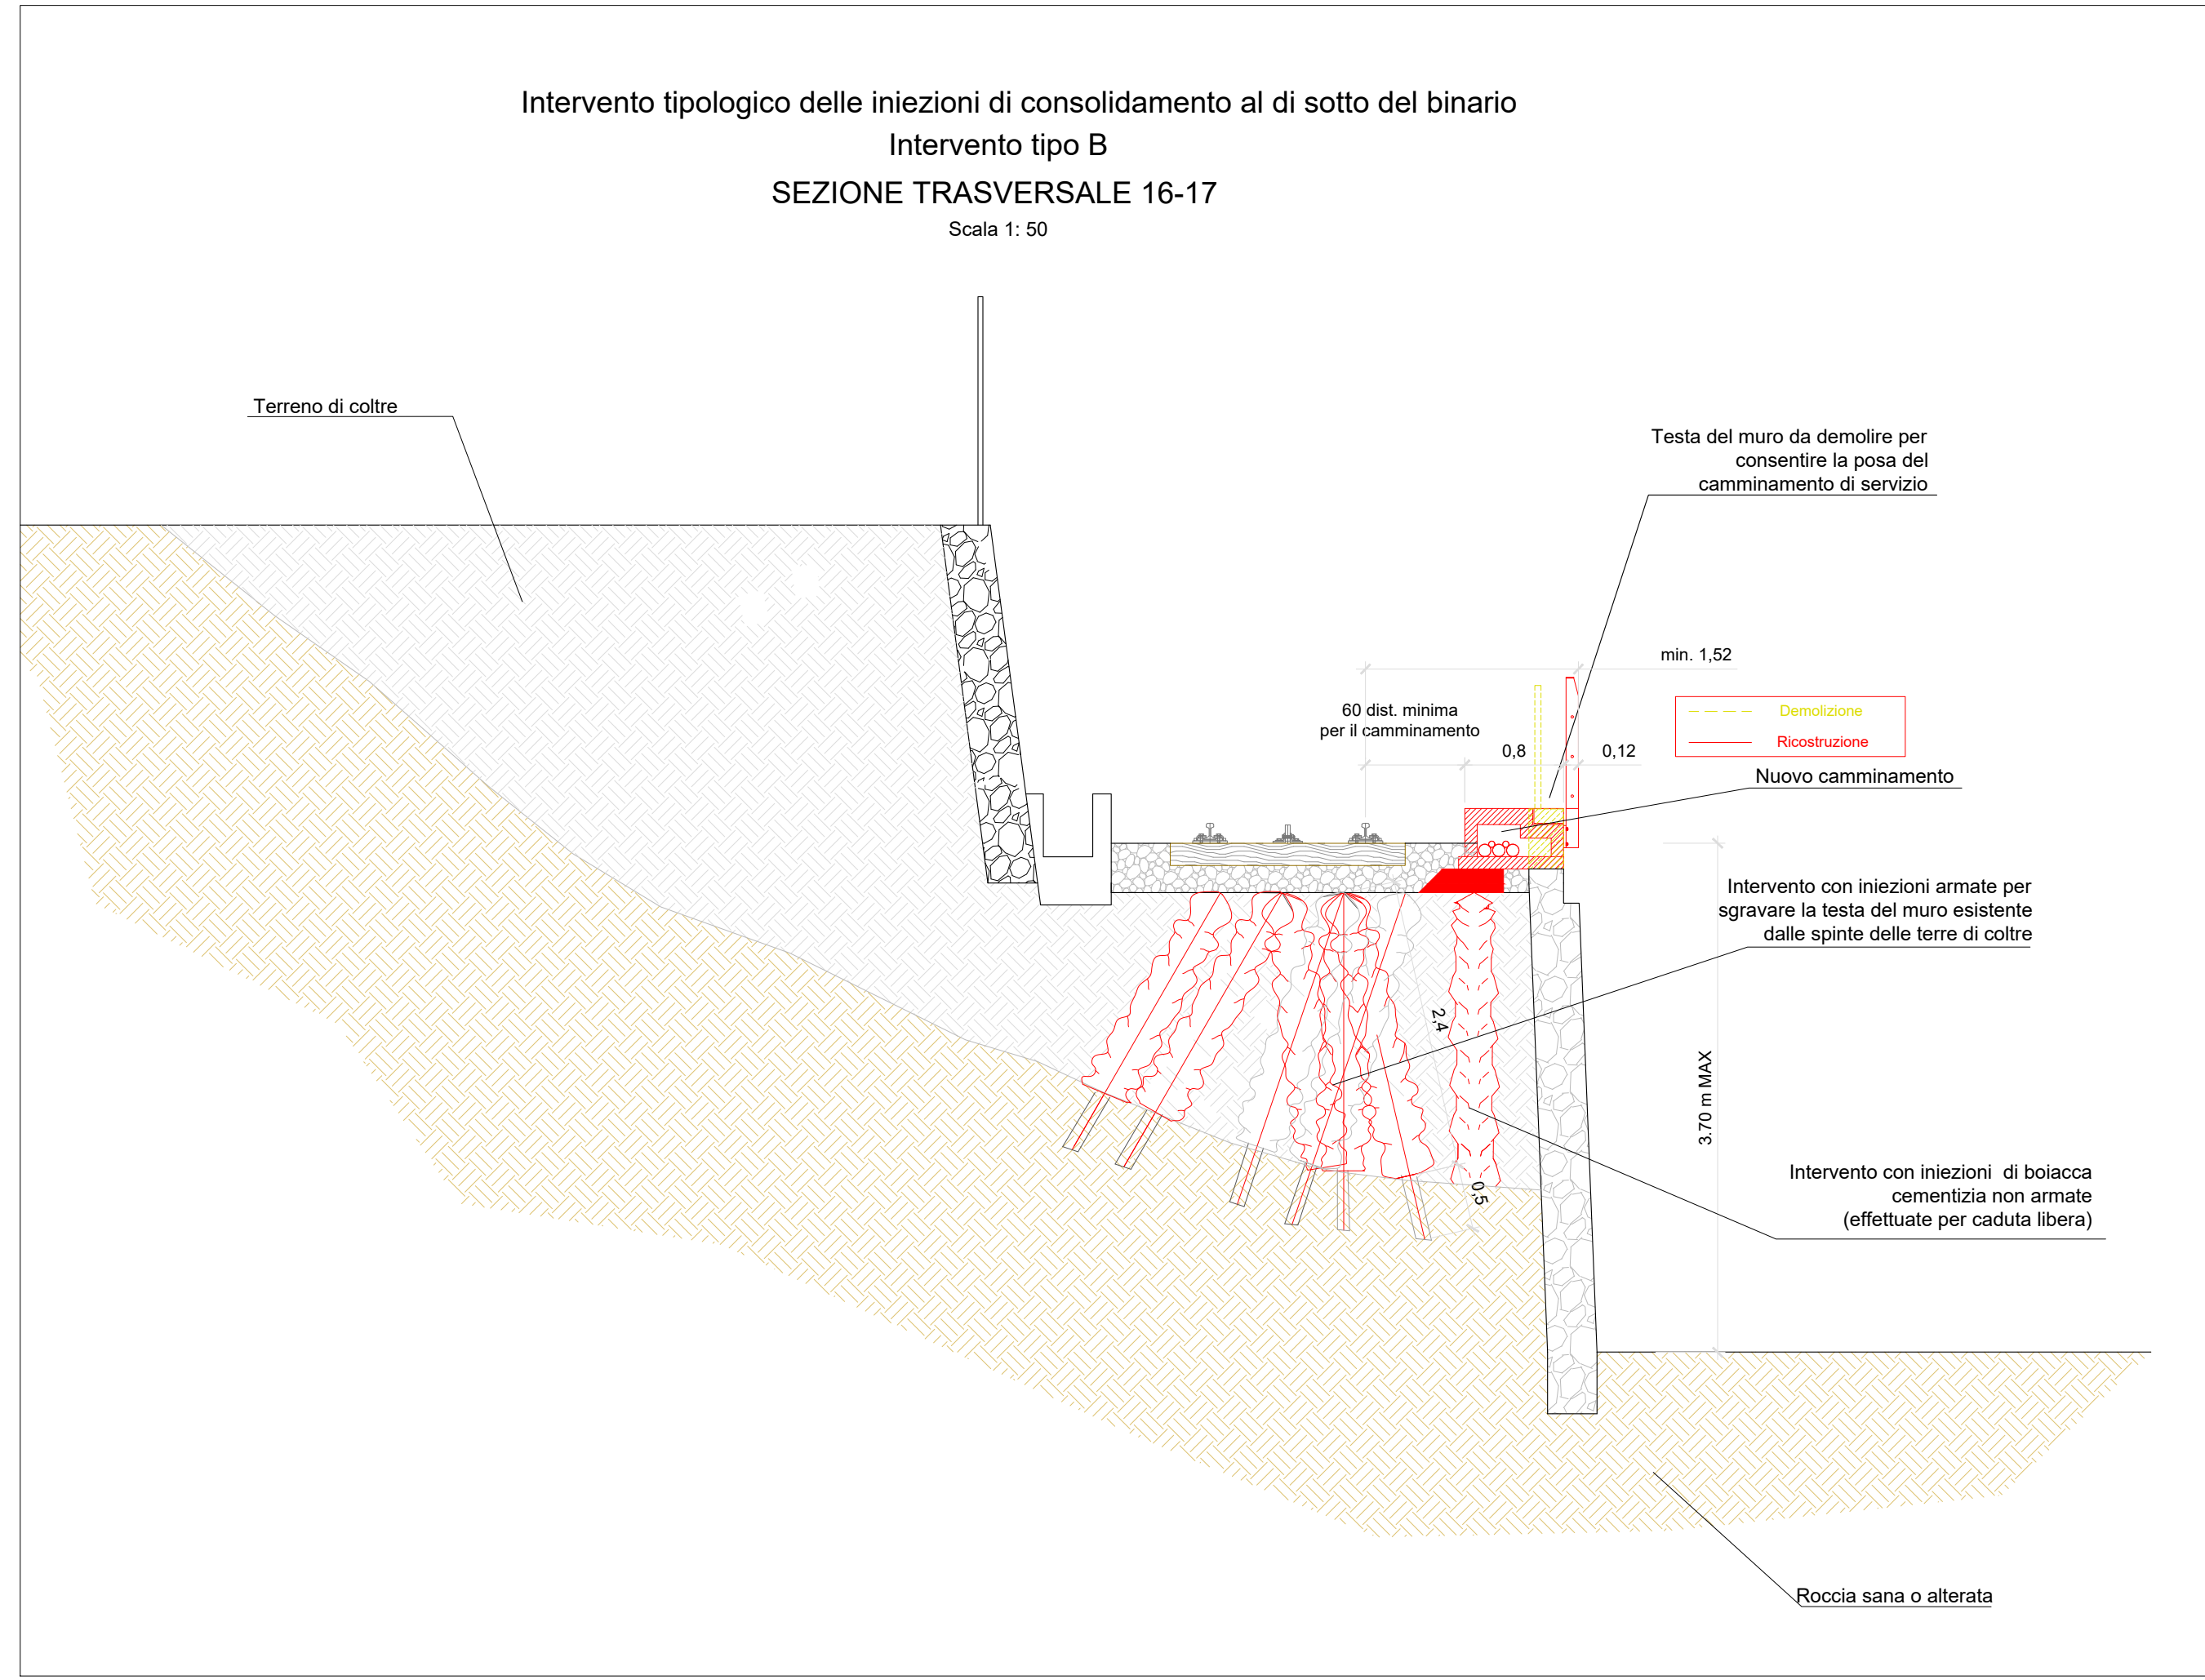 Intervento tipologico delle iniezioni di consolidamento al di sotto del binario
Intervento tipo B
SEZIONE TRASVERSALE 16-17
Scala 1: 50
Terreno di coltre
Testa del muro da demolire per
consentire la posa del
camminamento di servizio
min. 1,52
60 dist. minima
per il camminamento
0,8
0,12
Demolizione
Ricostruzione
Nuovo camminamento
Intervento con iniezioni armate per
sgravare la testa del muro esistente
dalle spinte delle terre di coltre
2,4
3.70 m MAX
0,5
Intervento con iniezioni di boiacca
cementizia non armate
(effettuate per caduta libera)
Roccia sana o alterata